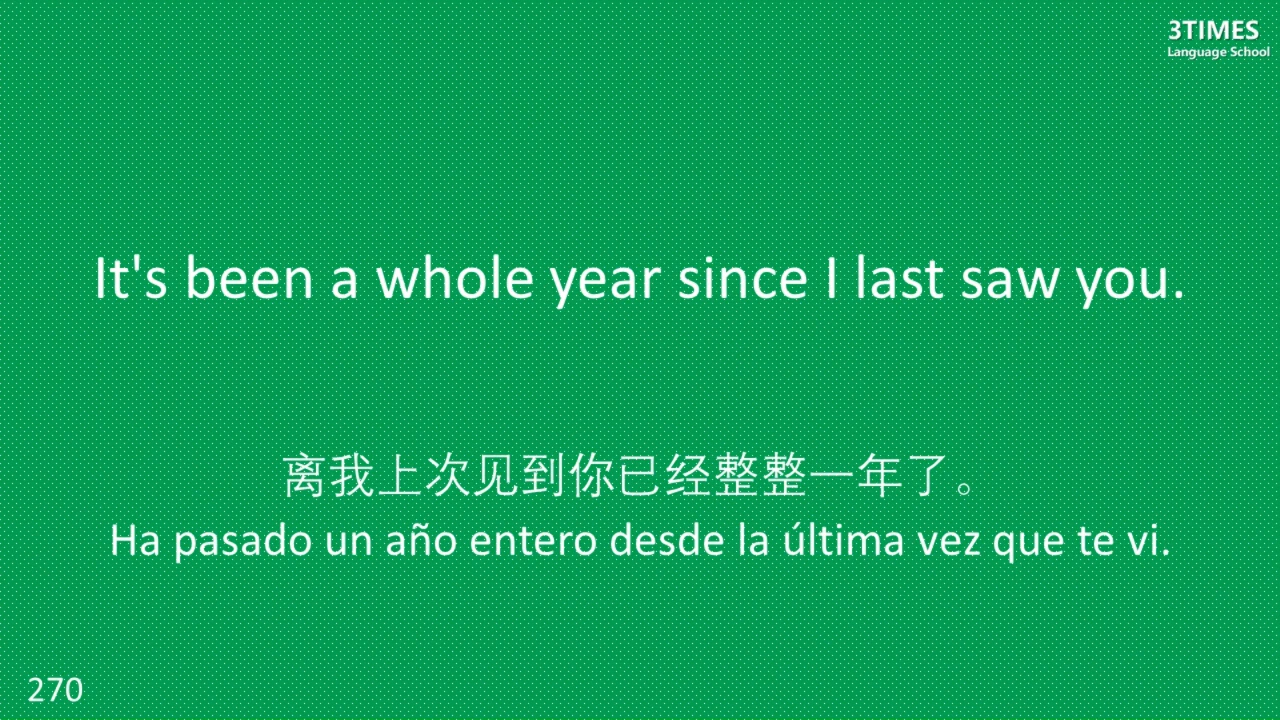 3TIMES
Language School
It's been a whole year since I last saw you.
离我上次见到你已经整整一年了。
Ha pasado un año entero desde la última vez que te vi.
270